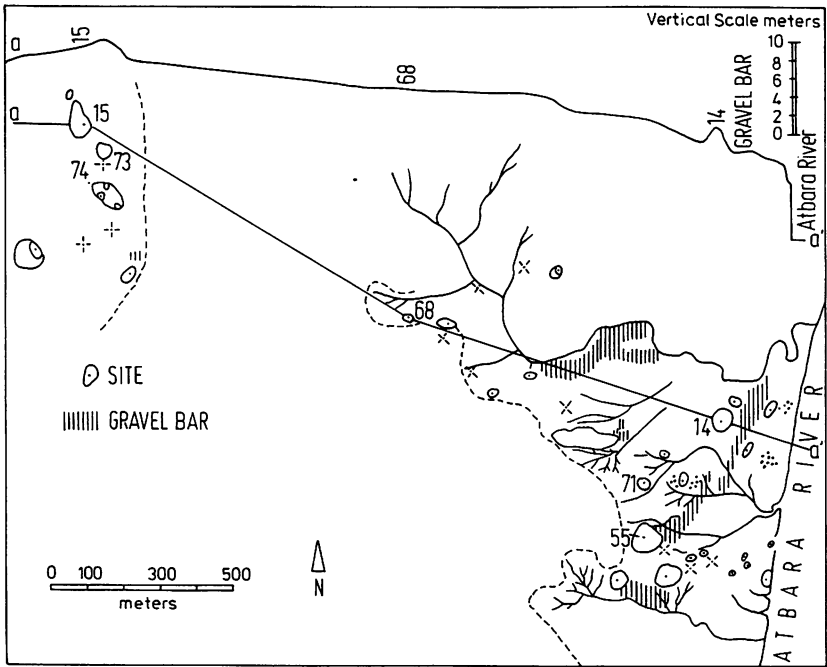 Vertical Scale meters
a
15
68
14
GRAVEL BAR
10
8
6
4
2
0
Atbara River
a'
a
15
73
74
68
14
a'
71
55
SITE
GRAVEL BAR
0 100 300 500
meters
N
ATBARA RIVER